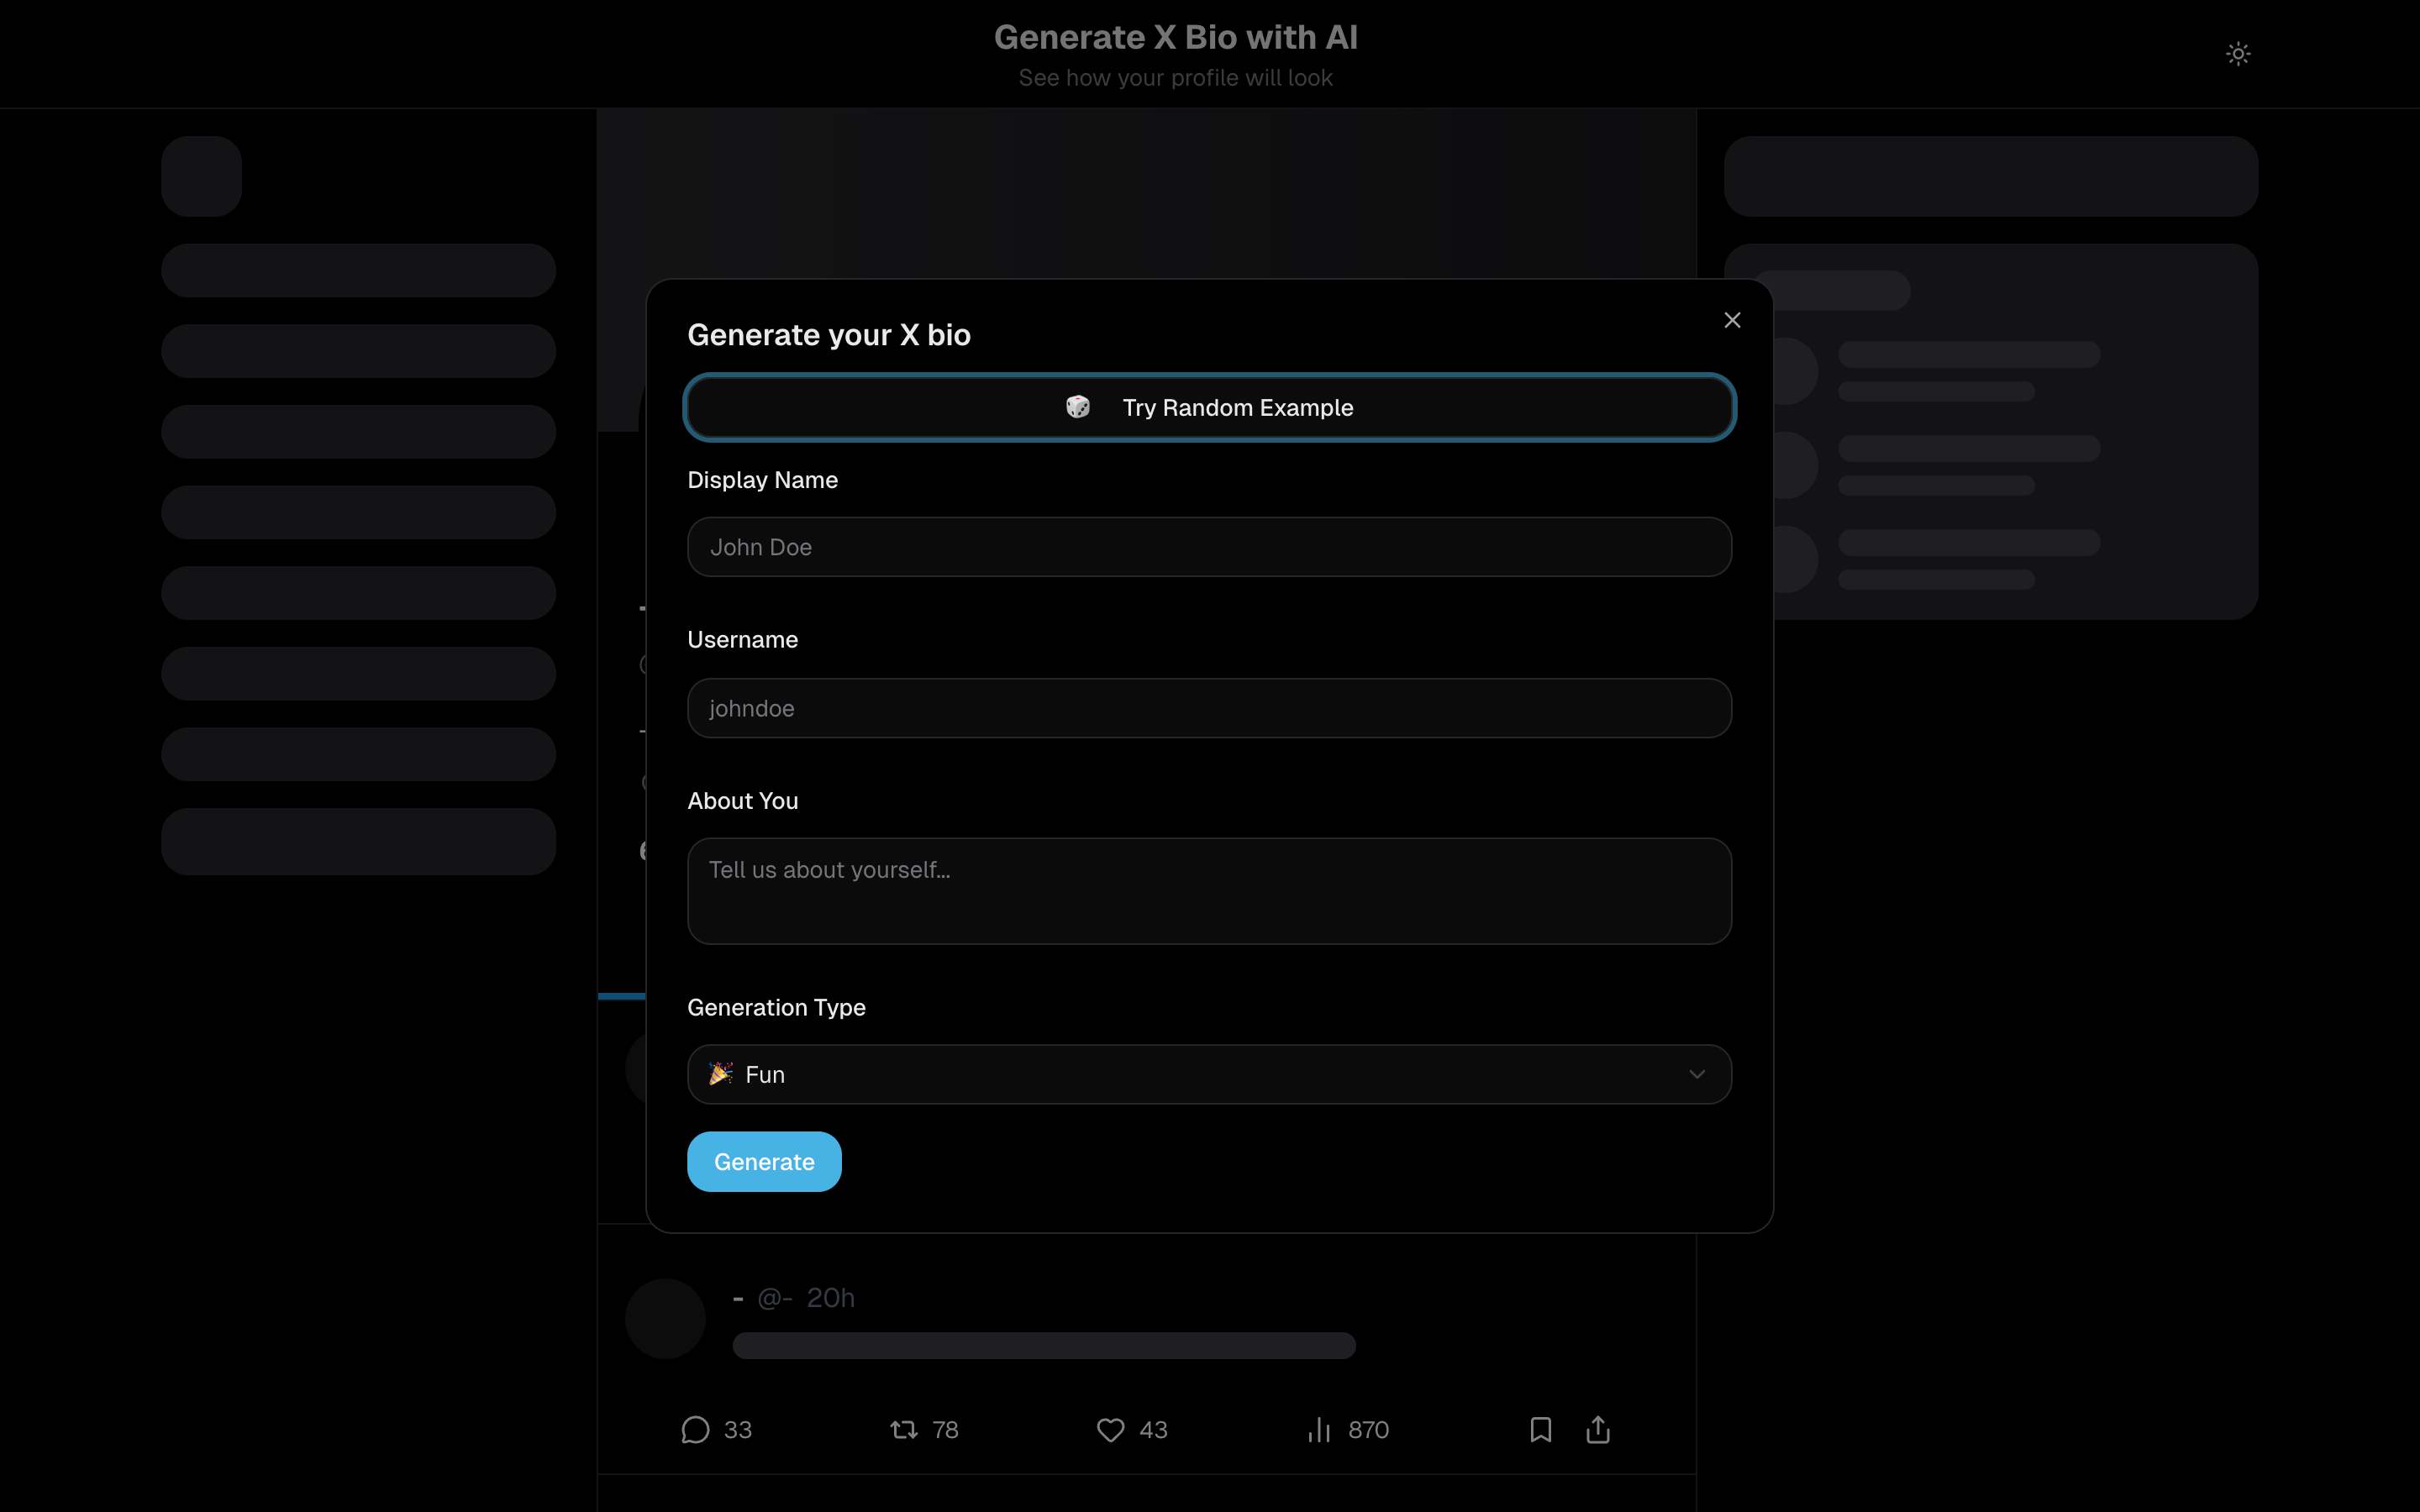 Generate X Bio with AI
See how your profile will look
Generate your X bio
Try Random Example
Display Name
John Doe
Username
johndoe
About You
Tell us about yourself...
Generation Type
Fun
Generate
- @- 20h
33 78 43 870